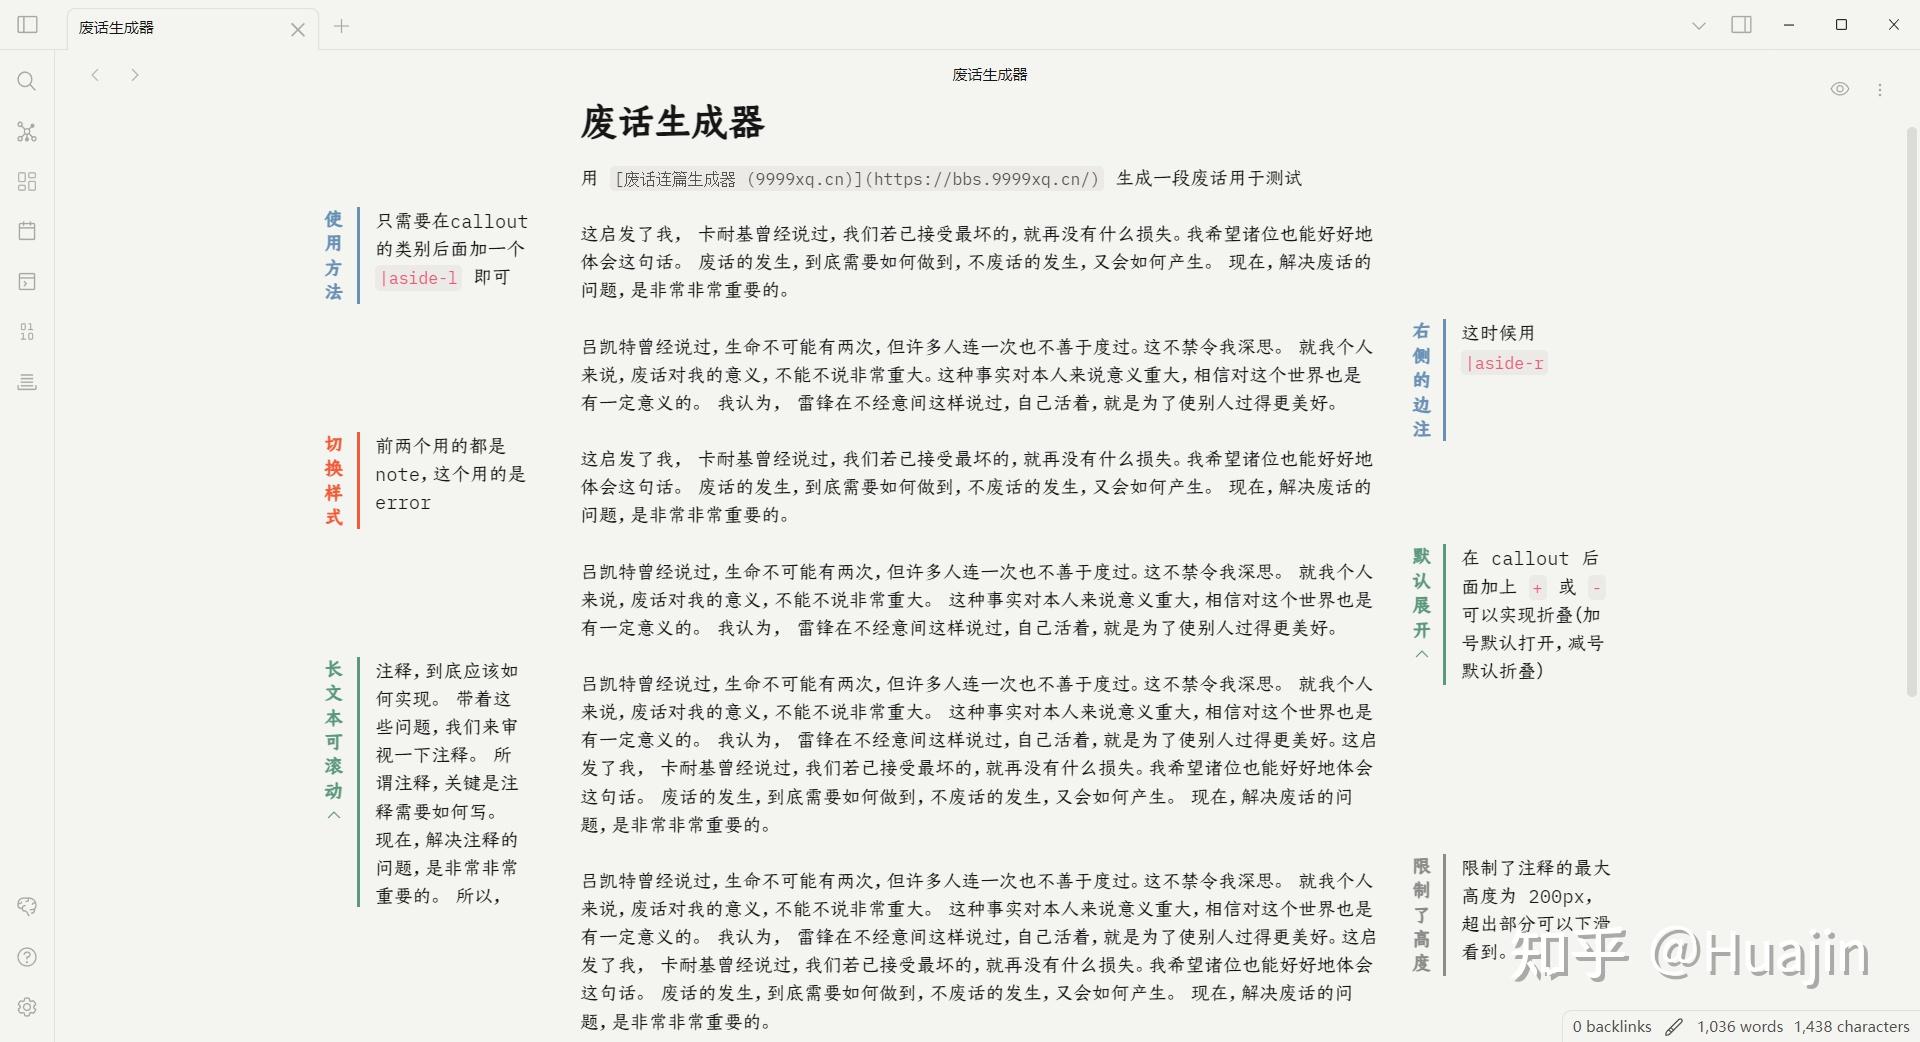 废话生成器
废话生成器
废话生成器
用 [废话连篇生成器 (9999xq.cn)](https://bbs.9999xq.cn/) 生成一段废话用于测试
使用方法
只需要在callout
的类别后面加一个
|aside-l 即可
这启发了我， 卡耐基曾经说过，我们若已接受最坏的，就再没有什么损失。我希望诸位也能好好地
体会这句话。 废话的发生，到底需要如何做到，不废话的发生，又会如何产生。 现在，解决废话的
问题，是非常非常重要的。
吕凯特曾经说过，生命不可能有两次，但许多人连一次也不善于度过。这不禁令我深思。 就我个人
来说，废话对我的意义，不能不说非常重大。这种事实对本人来说意义重大，相信对这个世界也是
有一定意义的。 我认为， 雷锋在不经意间这样说过，自己活着，就是为了使别人过得更美好。
右侧的边注
这时候用
|aside-r
切换样式
前两个用的都是
note，这个用的是
error
这启发了我， 卡耐基曾经说过，我们若已接受最坏的，就再没有什么损失。我希望诸位也能好好地
体会这句话。 废话的发生，到底需要如何做到，不废话的发生，又会如何产生。 现在，解决废话的
问题，是非常非常重要的。
吕凯特曾经说过，生命不可能有两次，但许多人连一次也不善于度过。这不禁令我深思。 就我个人
来说，废话对我的意义，不能不说非常重大。 这种事实对本人来说意义重大，相信对这个世界也是
有一定意义的。 我认为， 雷锋在不经意间这样说过，自己活着，就是为了使别人过得更美好。
默认展开
在 callout 后
面加上 + 或 -
可以实现折叠(加
号默认打开，减号
默认折叠)
长文本可滚动
注释，到底应该如
何实现。 带着这
些问题，我们来审
视一下注释。 所
谓注释，关键是注
释需要如何写。
现在，解决注释的
问题，是非常非常
重要的。 所以，
吕凯特曾经说过，生命不可能有两次，但许多人连一次也不善于度过。这不禁令我深思。 就我个人
来说，废话对我的意义，不能不说非常重大。 这种事实对本人来说意义重大，相信对这个世界也是
有一定意义的。 我认为， 雷锋在不经意间这样说过，自己活着，就是为了使别人过得更美好。这启
发了我， 卡耐基曾经说过，我们若已接受最坏的，就再没有什么损失。我希望诸位也能好好地体会
这句话。 废话的发生，到底需要如何做到，不废话的发生，又会如何产生。 现在，解决废话的问
题，是非常非常重要的。
吕凯特曾经说过，生命不可能有两次，但许多人连一次也不善于度过。这不禁令我深思。 就我个人
来说，废话对我的意义，不能不说非常重大。 这种事实对本人来说意义重大，相信对这个世界也是
有一定意义的。 我认为， 雷锋在不经意间这样说过，自己活着，就是为了使别人过得更美好。这启
发了我， 卡耐基曾经说过，我们若已接受最坏的，就再没有什么损失。我希望诸位也能好好地体会
这句话。 废话的发生，到底需要如何做到，不废话的发生，又会如何产生。 现在，解决废话的问
题，是非常非常重要的。
限制了高度
限制了注释的最大
高度为 200px，
超出部分可以下滑
看到。
知乎 @Huajin
0 backlinks 1,036 words 1,438 characters